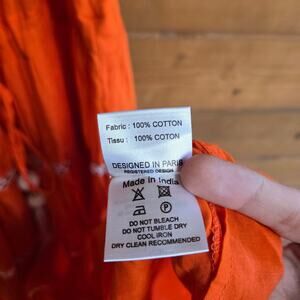 Fabric : 100% COTTON
Tissu : 100% COTON
DESIGNED IN PARIS
REGISTERED DESIGN
Made in India
DO NOT BLEACH
DO NOT TUMBLE DRY
COOL IRON
DRY CLEAN RECOMMENDED